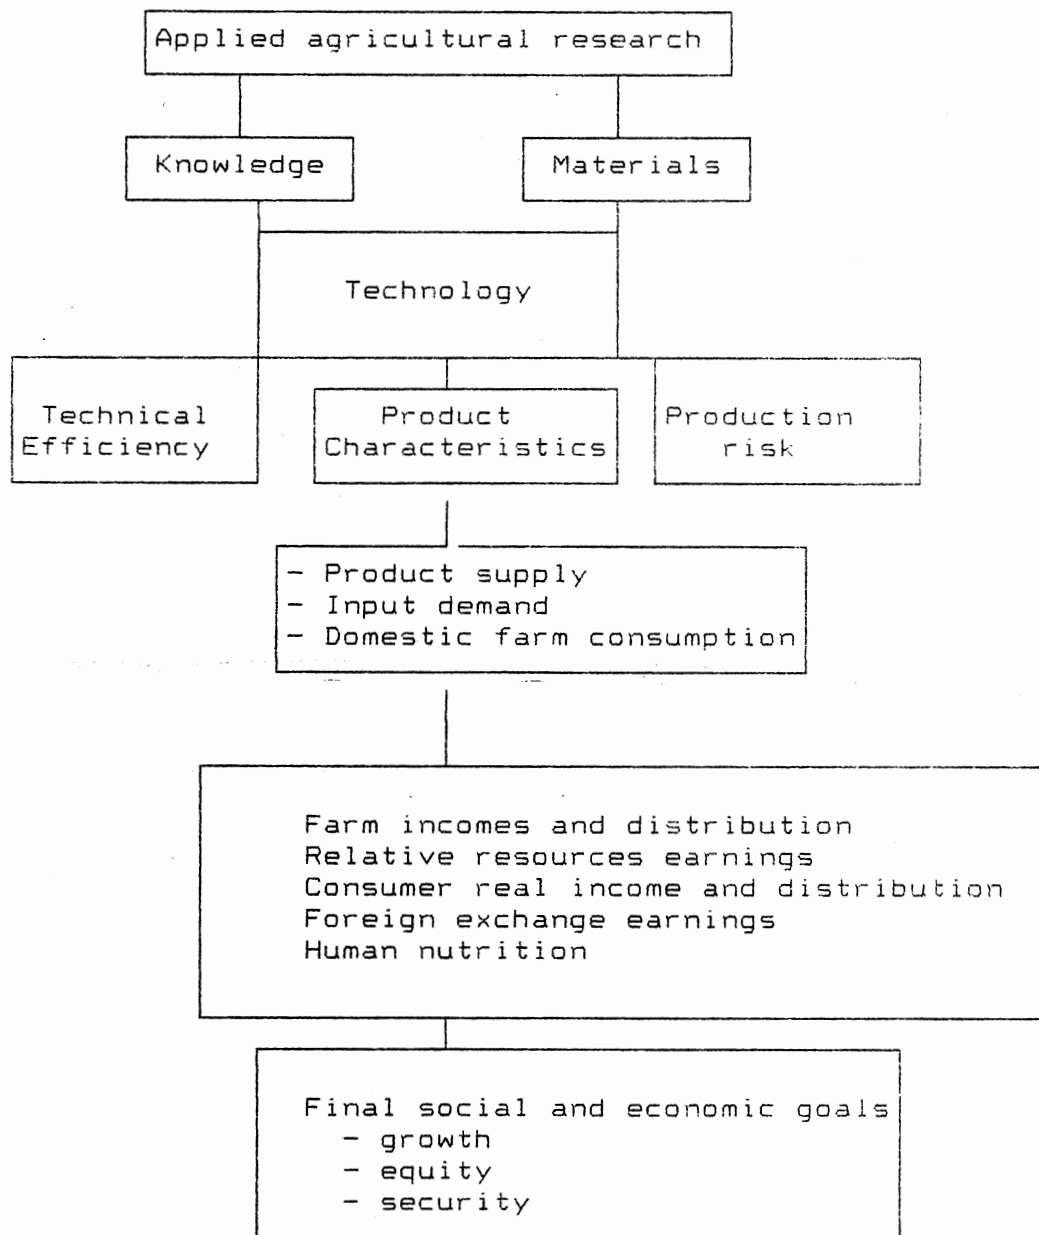 Applied agricultural research
Knowledge
Materials
Technology
Technical
Efficiency
Product
Characteristics
Production
risk
- Product supply
- Input demand
- Domestic farm consumption
Farm incomes and distribution
Relative resources earnings
Consumer real income and distribution
Foreign exchange earnings
Human nutrition
Final social and economic goals
- growth
- equity
- security